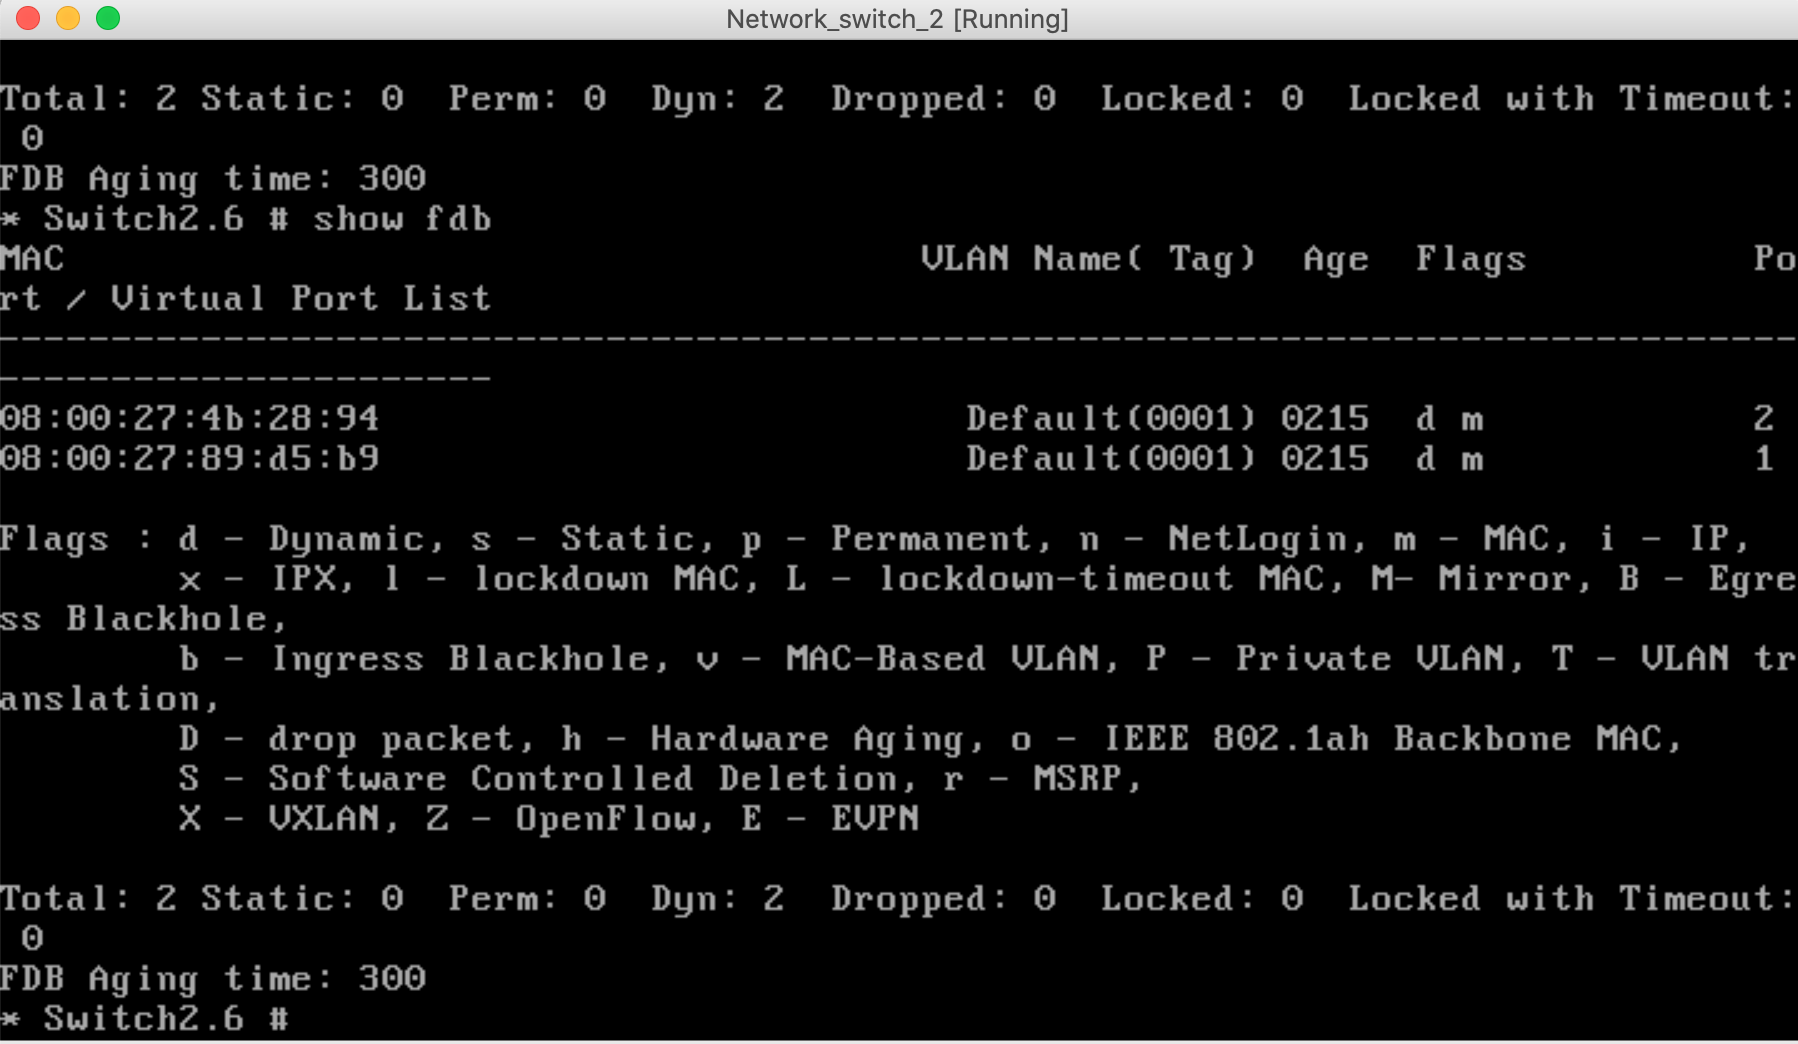 Network_switch_2 [Running]
Total: 2 Static: 0  Perm: 0  Dyn: 2  Dropped: 0  Locked: 0  Locked with Timeout:
 0
FDB Aging time: 300
* Switch2.6 # show fdb
MAC                                      VLAN Name( Tag)  Age  Flags          Po
rt / Virtual Port List
--------------------------------------------------------------------------------
----------------------
08:00:27:4b:28:94                          Default(0001) 0215  d m            2
08:00:27:89:d5:b9                          Default(0001) 0215  d m            1
Flags : d - Dynamic, s - Static, p - Permanent, n - NetLogin, m - MAC, i - IP,
        x - IPX, l - lockdown MAC, L - lockdown-timeout MAC, M- Mirror, B - Egre
ss Blackhole,
        b - Ingress Blackhole, v - MAC-Based VLAN, P - Private VLAN, T - VLAN tr
anslation,
        D - drop packet, h - Hardware Aging, o - IEEE 802.1ah Backbone MAC,
        S - Software Controlled Deletion, r - MSRP,
        X - VXLAN, Z - OpenFlow, E - EVPN
Total: 2 Static: 0  Perm: 0  Dyn: 2  Dropped: 0  Locked: 0  Locked with Timeout:
 0
FDB Aging time: 300
* Switch2.6 #